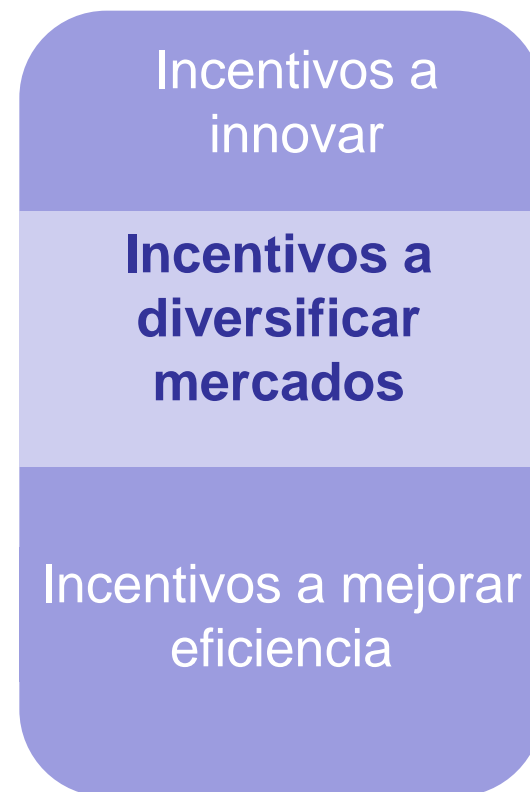 Incentivos a
innovar
Incentivos a
diversificar
mercados
Incentivos a mejorar
eficiencia